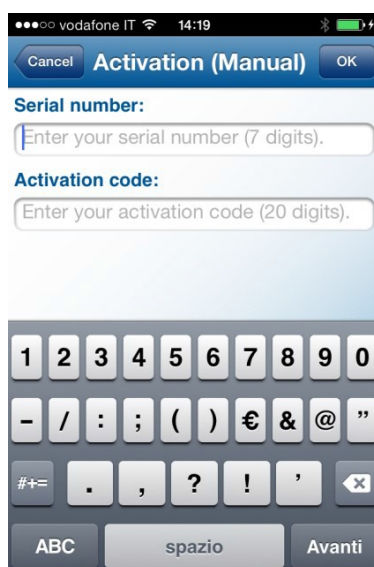 vodafone IT 14:19
Cancel Activation (Manual) OK
Serial number:
Enter your serial number (7 digits).
Activation code:
Enter your activation code (20 digits).
1 2 3 4 5 6 7 8 9 0
- / : ; ( ) € & @ "
#+= . , ? ! '
ABC spazio Avanti